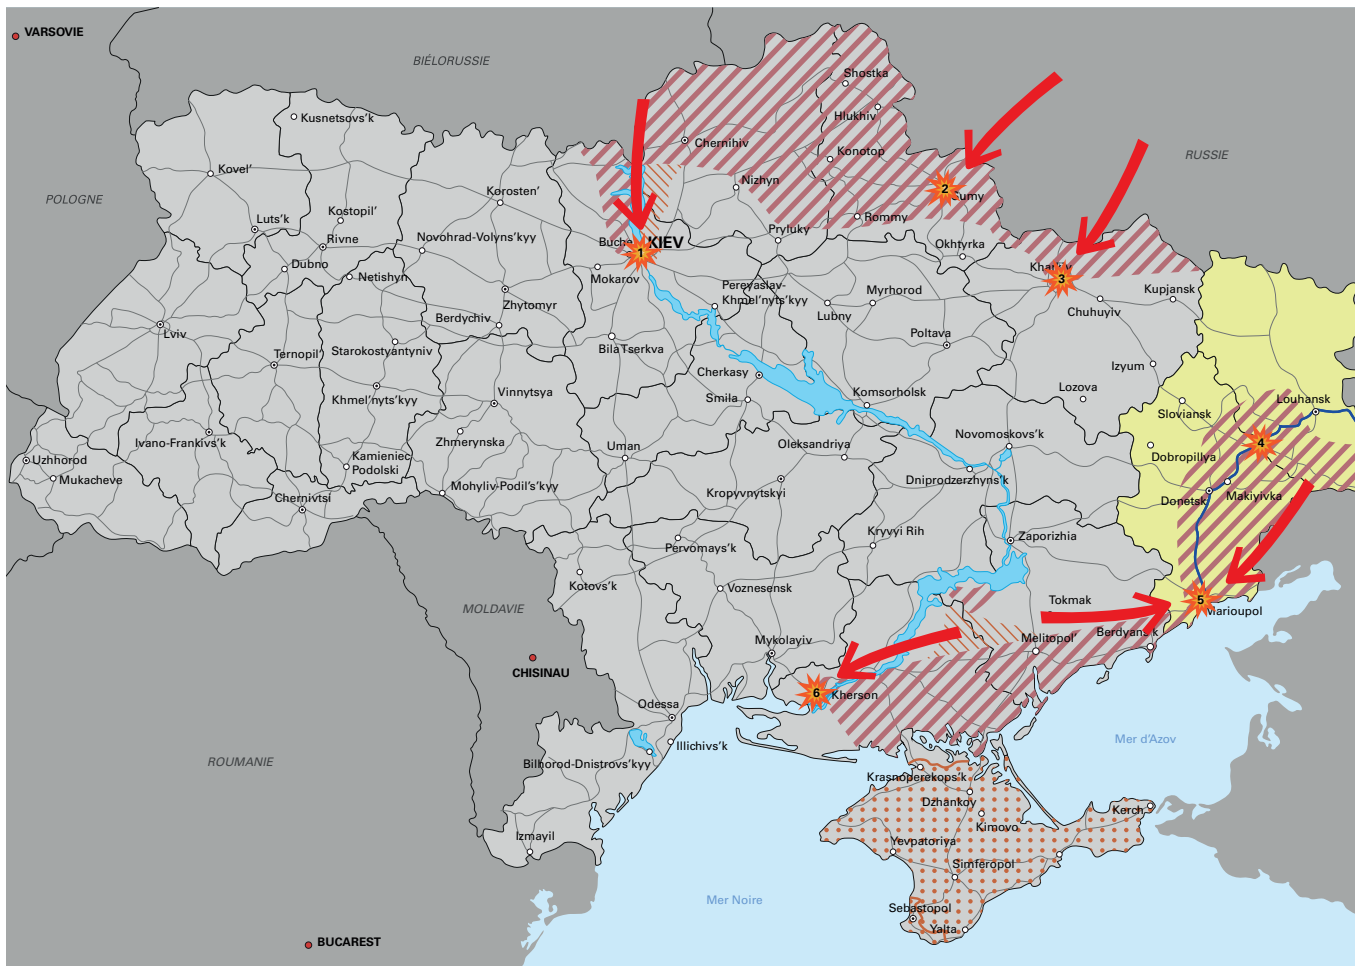 VARSOVIE
BIÉLORUSSIE
Shostka
Kusnetsovs'k
Hlukhiv
Chernihiv
Konotop
RUSSIE
Kovel'
Nizhyn
POLOGNE
Korosten'
2
Sumy
Kostopil'
Luts'k
Rommy
Pryluky
Rivne
Novohrad-Volyns'kyy
Buche
KIEV
1
Okhtyrka
Dubno
Netishyn
Mokarov
Kharkiv
3
Pereyaslav-
Khmel'nyts'kyy
Myrhorod
Kupjansk
Zhytomyr
Chuhuyiv
Berdychiv
Lubny
Lviv
Poltava
Ternopil'
Starokostyantyniv
Bila Tserkva
Izyum
Cherkasy
Vinnytsya
Komsorholsk
Lozova
Khmel'nyts'kyy
Smila
Louhansk
Sloviansk
Ivano-Frankivs'k
Zhmerynska
Uman
Oleksandriya
Novomoskovs'k
4
Uzhhorod
Kamieniec
Podolski
Dobropillya
Mukacheve
Dniprodzerzhyns'k
Mohyliv-Podil's'kyy
Kropyvnytskyi
Makiyivka
Chernivtsi
Donetsk
Kryvyi Rih
Zaporizhia
Pervomays'k
Kotovs'k
Voznesensk
Tokmak
5
MOLDAVIE
Marioupol
Mykolayiv
Melitopol'
Berdyans'k
CHISINAU
6
Kherson
Odessa
Illichivs'k
Mer d'Azov
ROUMANIE
Bilhorod-Dnistrovs'kyy
Krasnoperekops'k
Dzhankoy
Kerch
Kimovo
Izmayil
Yevpatoriya
Simferopol
Mer Noire
Sebastopol
Yalta
BUCAREST